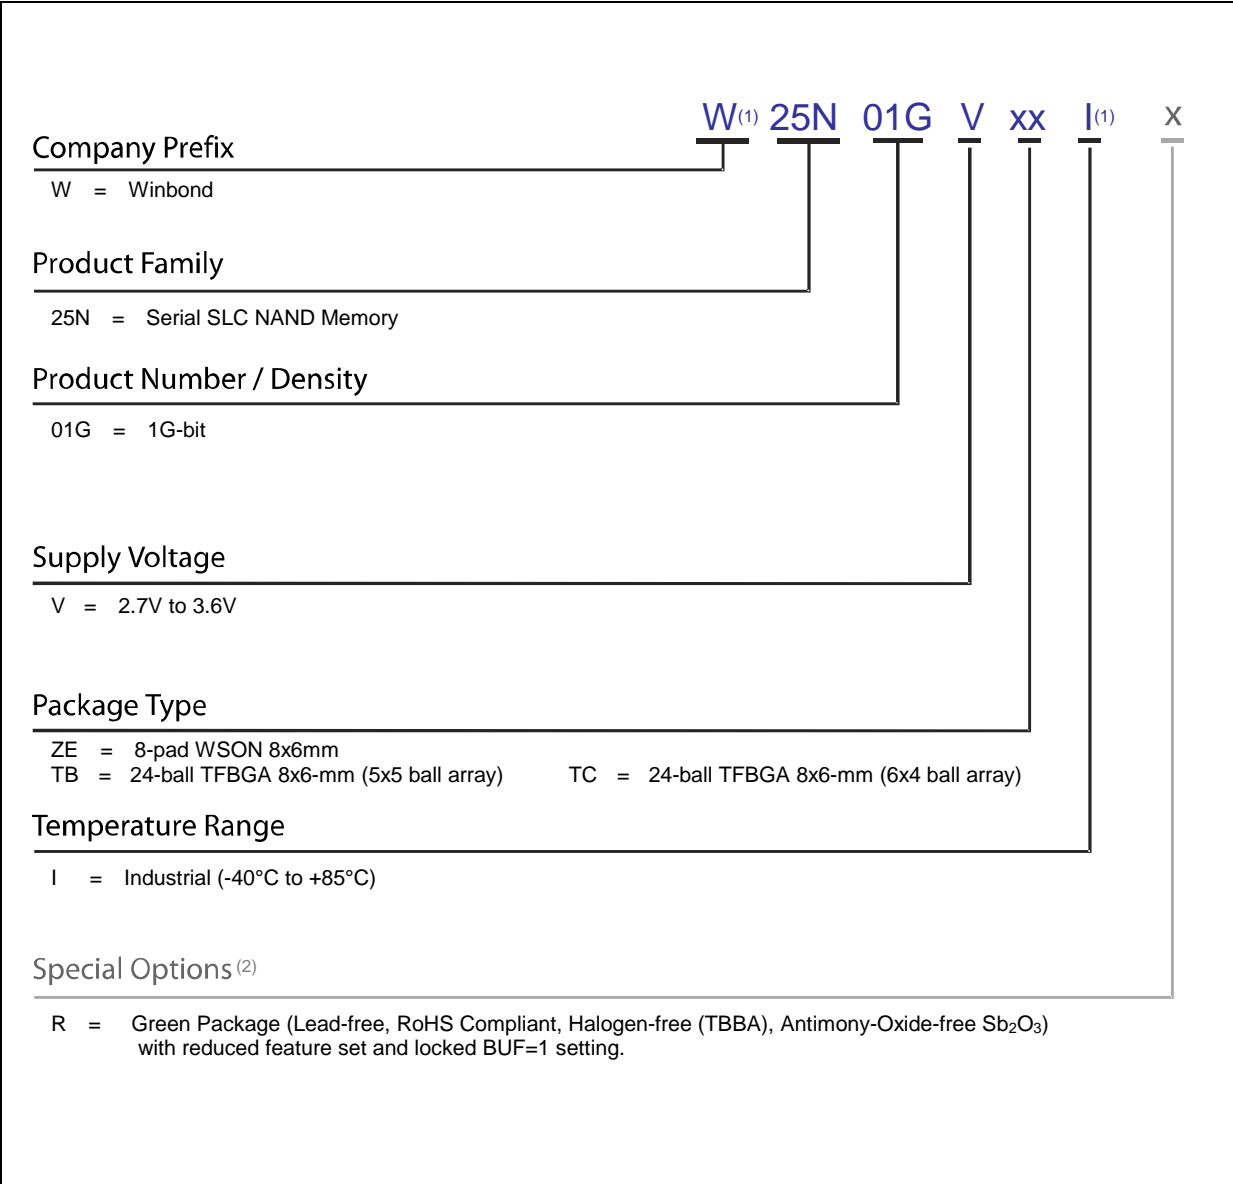 W(1) 25N 01G V xx I(1) x
Company Prefix
W = Winbond
Product Family
25N = Serial SLC NAND Memory
Product Number / Density
01G = 1G-bit
Supply Voltage
V = 2.7V to 3.6V
Package Type
ZE = 8-pad WSON 8x6mm
TB = 24-ball TFBGA 8x6-mm (5x5 ball array) TC = 24-ball TFBGA 8x6-mm (6x4 ball array)
Temperature Range
I = Industrial (-40°C to +85°C)
Special Options (2)
R = Green Package (Lead-free, RoHS Compliant, Halogen-free (TBBA), Antimony-Oxide-free Sb₂O₃)
with reduced feature set and locked BUF=1 setting.